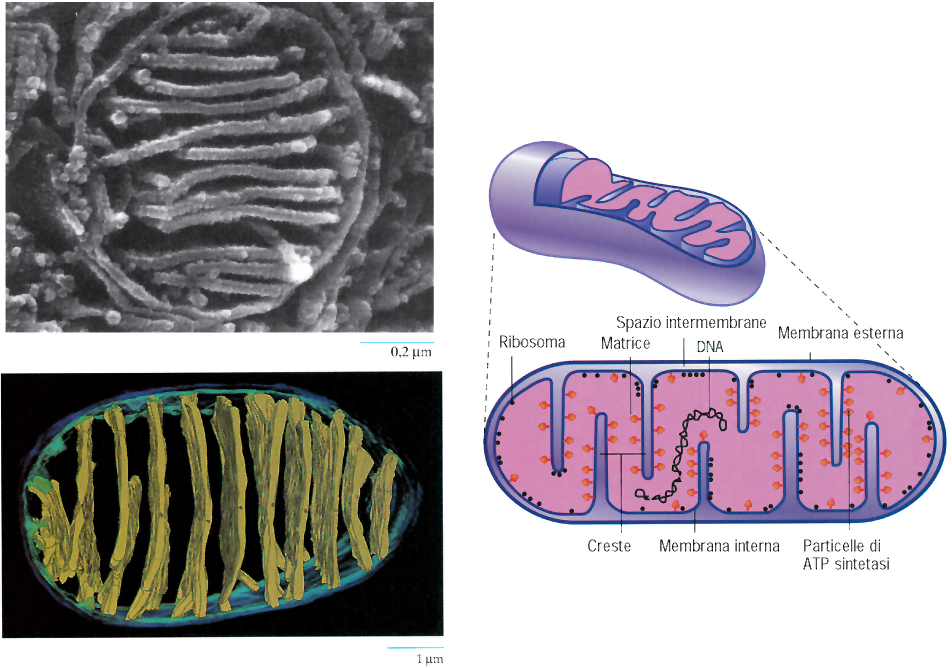 0,2 µm
1 µm
Spazio intermembrane
Ribosoma
Matrice
DNA
Membrana esterna
Creste
Membrana interna
Particelle di
ATP sintetasi